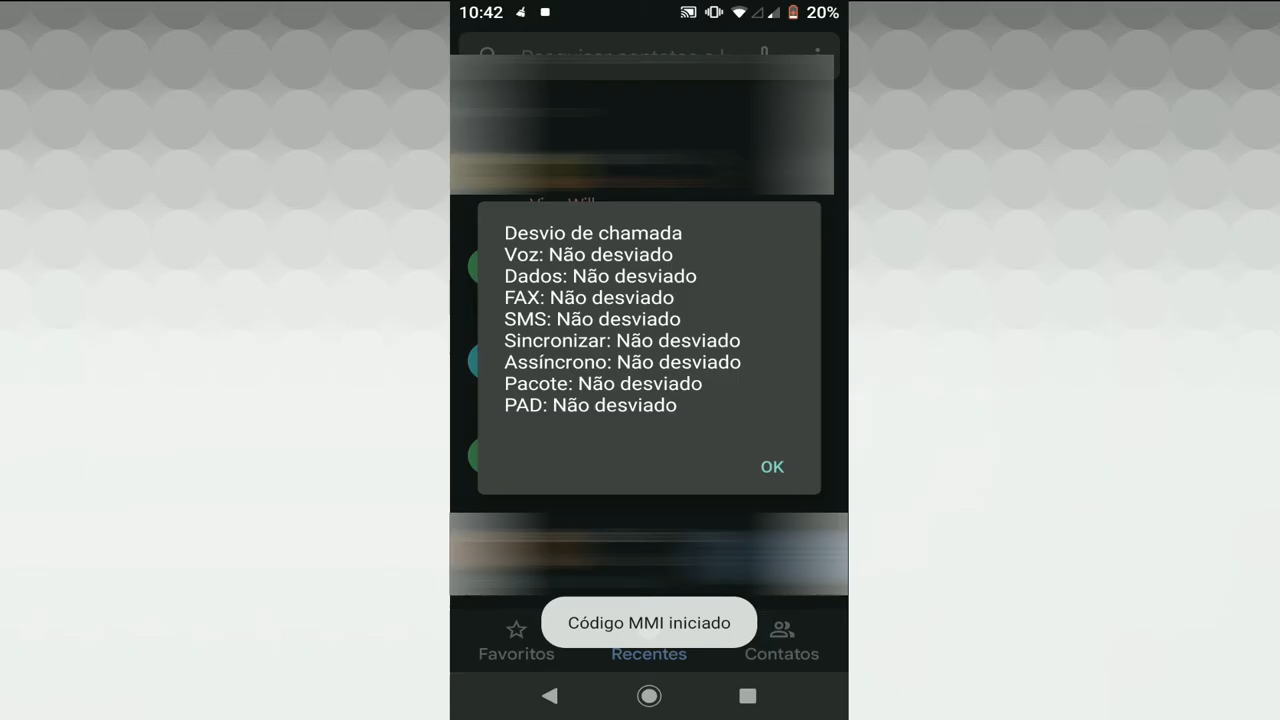 10:42
20%
Desvio de chamada
Voz: Não desviado
Dados: Não desviado
FAX: Não desviado
SMS: Não desviado
Sincronizar: Não desviado
Assíncrono: Não desviado
Pacote: Não desviado
PAD: Não desviado
OK
Código MMI iniciado
Favoritos
Recentes
Contatos